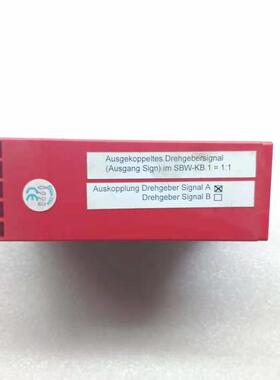 Ausgekoppeltes Drehgebersignal
(Ausgang Sign) im SBW-KB.1 = 1:1
Auskopplung Drehgeber Signal A
Drehgeber Signal B